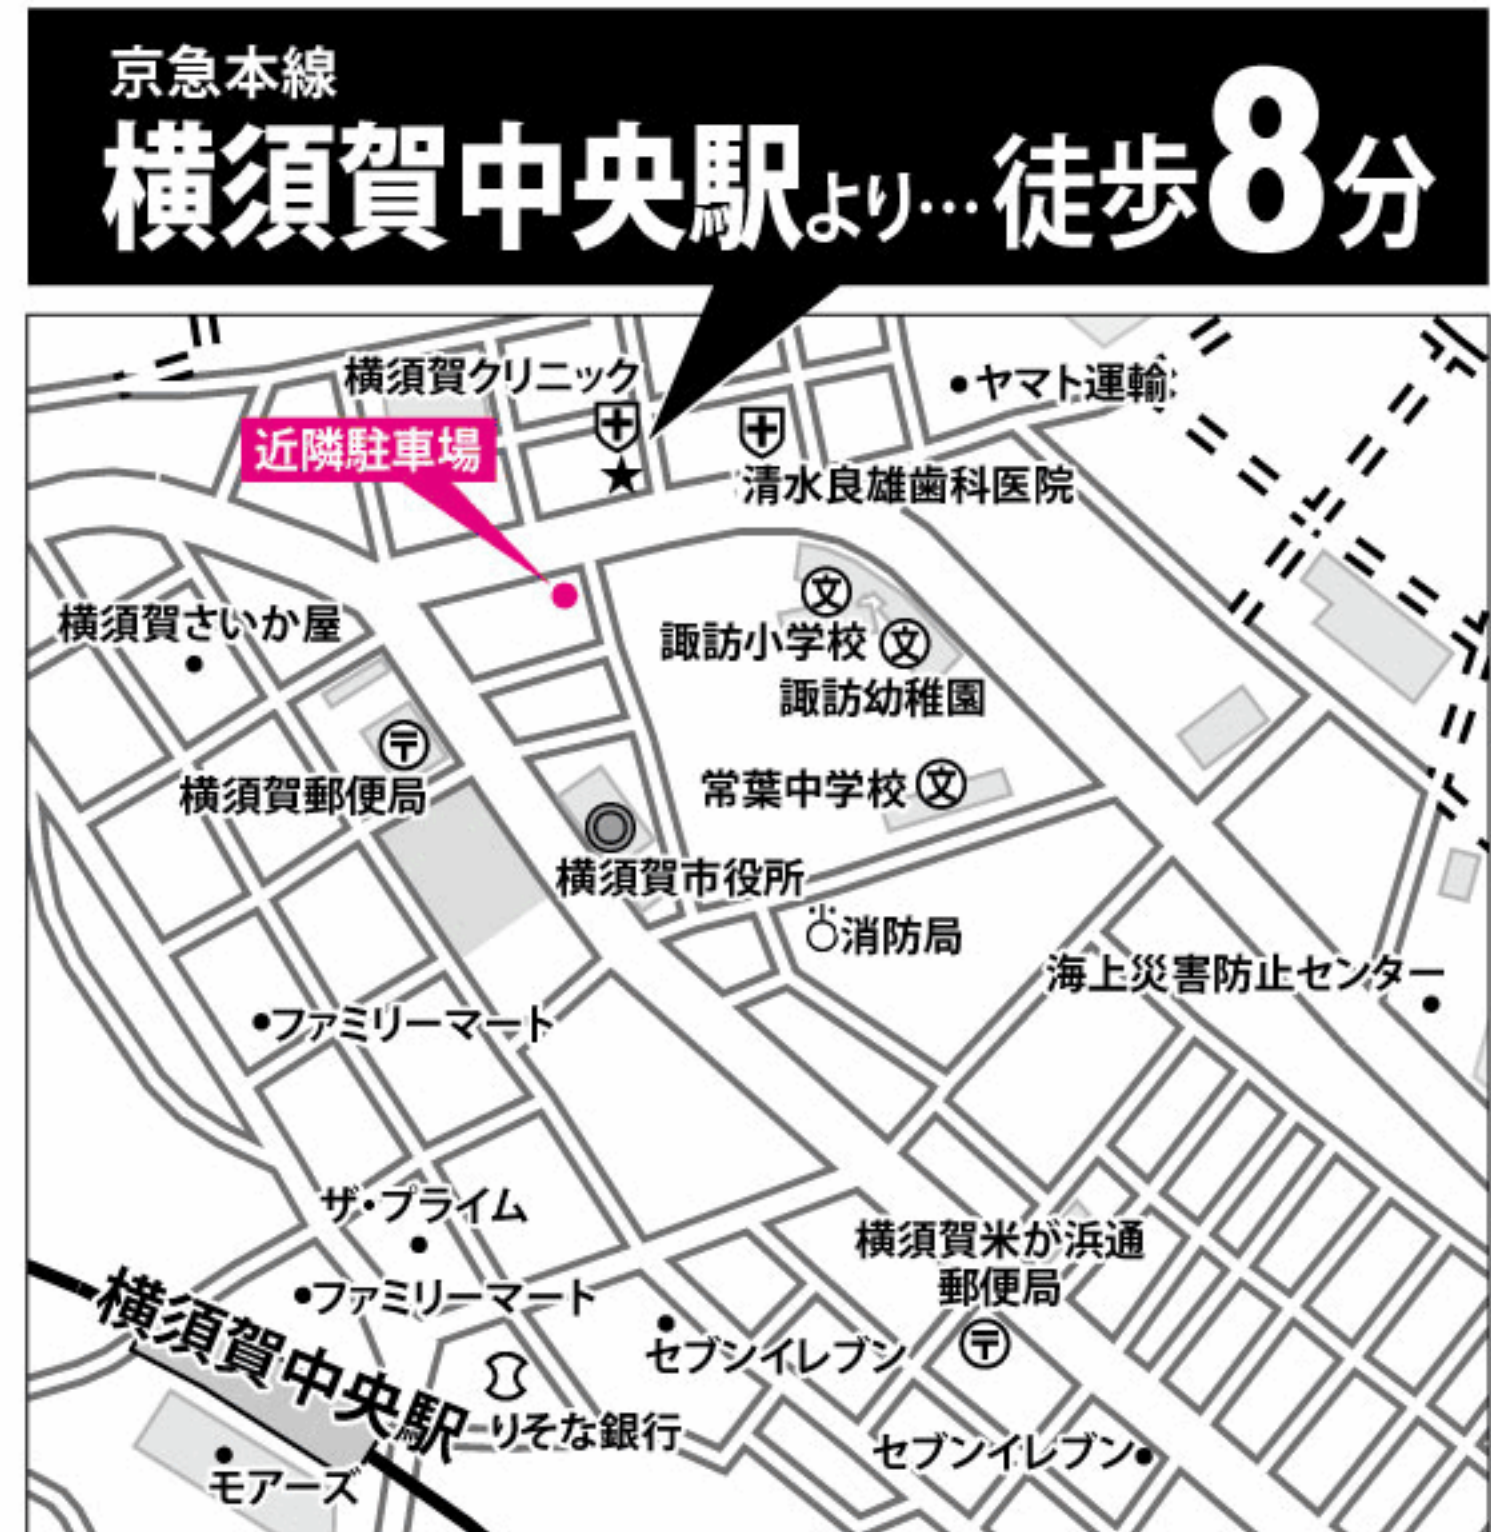 京急本線
横須賀中央駅より…徒歩8分
横須賀クリニック
ヤマト運輸
近隣駐車場
清水良雄歯科医院
文
横須賀さいか屋
諏訪小学校
文
諏訪幼稚園
横須賀郵便局
常葉中学校
文
横須賀市役所
消防局
海上災害防止センター
ファミリーマート
ザ・プライム
横須賀米が浜通
郵便局
ファミリーマート
セブンイレブン
横須賀中央駅
りそな銀行
セブンイレブン
モアーズ